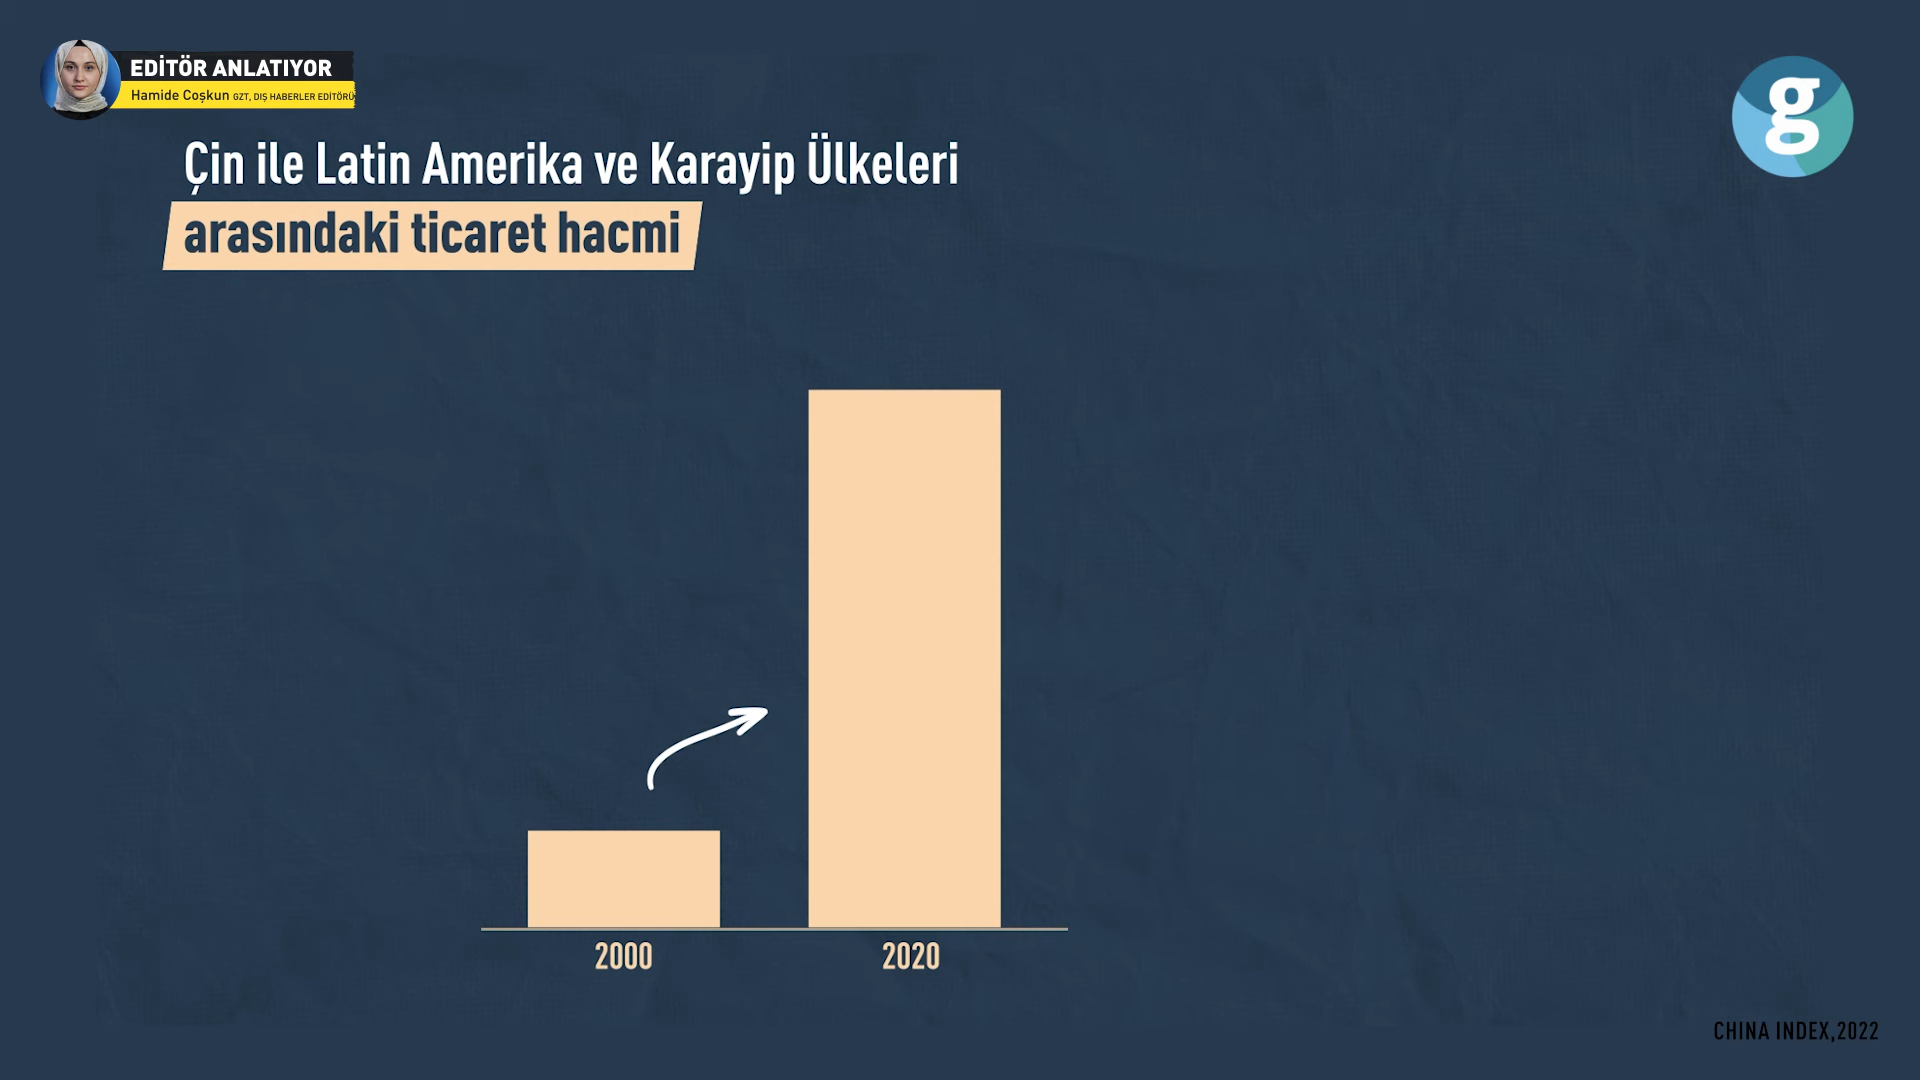 EDİTÖR ANLATIYOR
Hamide Coşkun GZT, DIŞ HABERLER EDİTÖRÜ
g
Çin ile Latin Amerika ve Karayip Ülkeleri
arasındaki ticaret hacmi
2000 2020
CHINA INDEX,2022